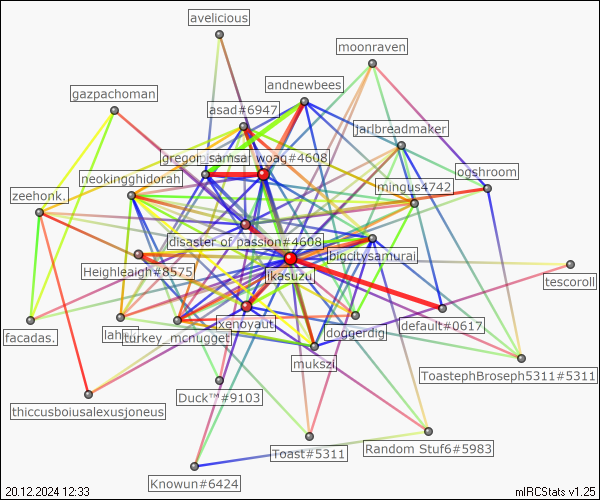 avelicious
moonraven
andnewbees
gazpachoman
asad#6947
jarlbreadmaker
woag#4608
ogshroom
neokingghidorah
mingus4742
zeehonk.
disaster of passion#4608
bigcitysamurai
Heighleaigh#8575
ikasuzu
tescoroll
xenoyaut
default#0617
facadas.
turkey_mcnugget
doggerdig
mukszi
ToastephBroseph5311#5311
Duck™#9103
thiccusboiusalexusjoneus
Toast#5311
Random Stuf6#5983
Knowun#6424
20.12.2024 12:33
mIRCStats v1.25